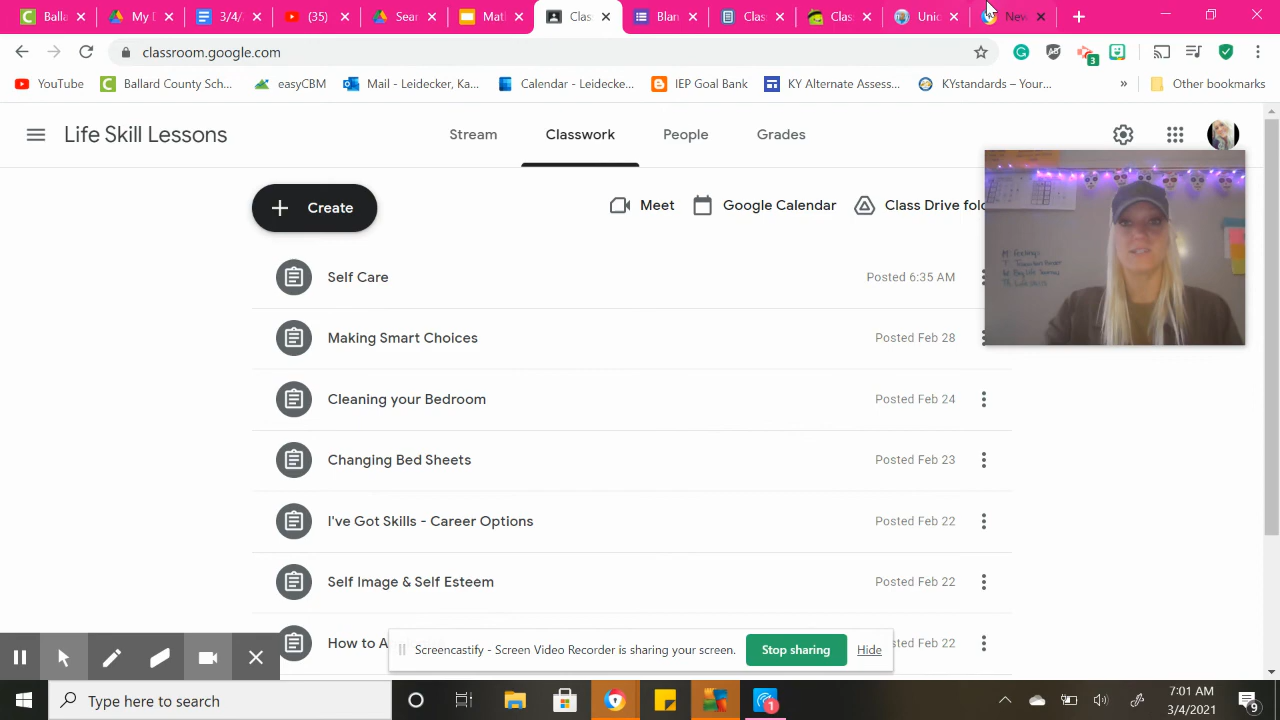 Balla
My D
3/4/
(35)
Sear
Math
Clas
Blan
Clas
Clas
Unic
New
classroom.google.com
3
YouTube
Ballard County Sch...
easyCBM
Mail - Leidecker, Ka...
Calendar - Leidecke...
IEP Goal Bank
KY Alternate Assess...
KYstandards – Your...
»
Other bookmarks
Life Skill Lessons
Stream
Classwork
People
Grades
+ Create
Meet
Google Calendar
Class Drive fol
Self Care
Posted 6:35 AM
Making Smart Choices
Posted Feb 28
Cleaning your Bedroom
Posted Feb 24
Changing Bed Sheets
Posted Feb 23
I've Got Skills - Career Options
Posted Feb 22
Self Image & Self Esteem
Posted Feb 22
How to A
sted Feb 22
Screencastify - Screen Video Recorder is sharing your screen.
Stop sharing
Hide
Type here to search
1
7:01 AM
3/4/2021
9